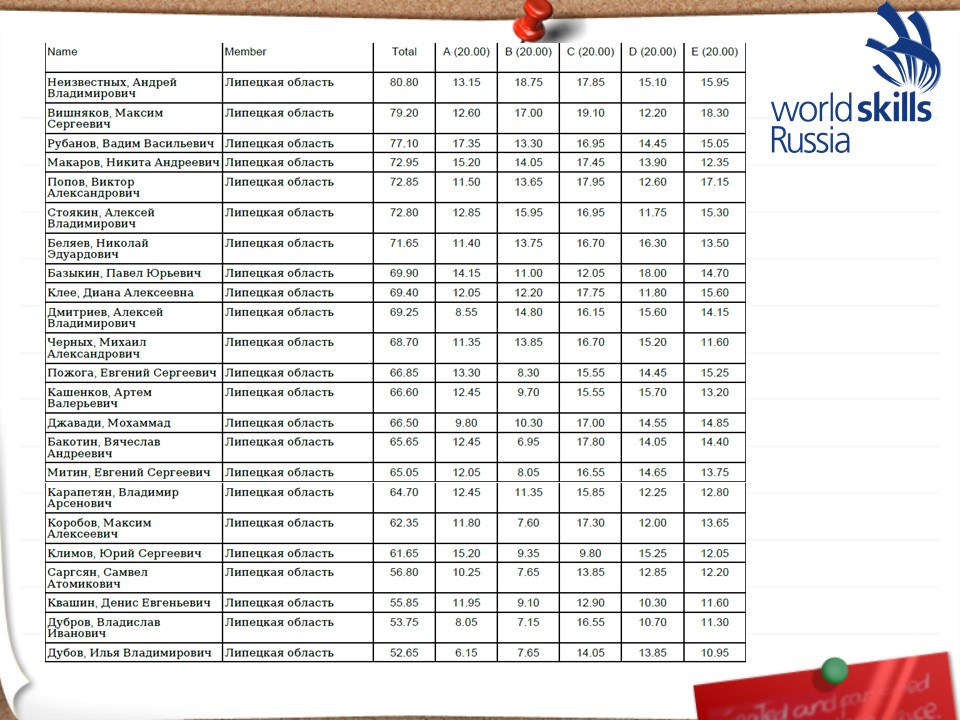 Name Member Total A (20.00) B (20.00) C (20.00) D (20.00) E (20.00)
Неизвестных, Андрей Липецкая область 80.80 13.15 18.75 17.85 15.10 15.95
Владимирович
Вишняков, Максим Липецкая область 79.20 12.60 17.00 19.10 12.20 18.30
Сергеевич
Рубанов, Вадим Васильевич Липецкая область 77.10 17.35 13.30 16.95 14.45 15.05
Макаров, Никита Андреевич Липецкая область 72.95 15.20 14.05 17.45 13.90 12.35
Попов, Виктор Липецкая область 72.85 11.50 13.65 17.95 12.60 17.15
Александрович
Стоякин, Алексей Липецкая область 72.80 12.85 15.95 16.95 11.75 15.30
Владимирович
Беляев, Николай Липецкая область 71.65 11.40 13.75 16.70 16.30 13.50
Эдуардович
Базыкин, Павел Юрьевич Липецкая область 69.90 14.15 11.00 12.05 18.00 14.70
Клее, Диана Алексеевна Липецкая область 69.40 12.05 12.20 17.75 11.80 15.60
Дмитриев, Алексей Липецкая область 69.25 8.55 14.80 16.15 15.60 14.15
Владимирович
Черных, Михаил Липецкая область 68.70 11.35 13.85 16.70 15.20 11.60
Александрович
Пожога, Евгений Сергеевич Липецкая область 66.85 13.30 8.30 15.55 14.45 15.25
Кашенков, Артем Липецкая область 66.60 12.45 9.70 15.55 15.70 13.20
Валерьевич
Джавади, Мохаммад Липецкая область 66.50 9.80 10.30 17.00 14.55 14.85
Бакотин, Вячеслав Липецкая область 65.65 12.45 6.95 17.80 14.05 14.40
Андреевич
Митин, Евгений Сергеевич Липецкая область 65.05 12.05 8.05 16.55 14.65 13.75
Карапетян, Владимир Липецкая область 64.70 12.45 11.35 15.85 12.25 12.80
Арсенович
Коробов, Максим Липецкая область 62.35 11.80 7.60 17.30 12.00 13.65
Алексеевич
Климов, Юрий Сергеевич Липецкая область 61.65 15.20 9.35 9.80 15.25 12.05
Саргсян, Самвел Липецкая область 56.80 10.25 7.65 13.85 12.85 12.20
Атомикович
Квашин, Денис Евгеньевич Липецкая область 55.85 11.95 9.10 12.90 10.30 11.60
Дубров, Владислав Липецкая область 53.75 8.05 7.15 16.55 10.70 11.30
Иванович
Дубов, Илья Владимирович Липецкая область 52.65 6.15 7.65 14.05 13.85 10.95
worldskills
Russia